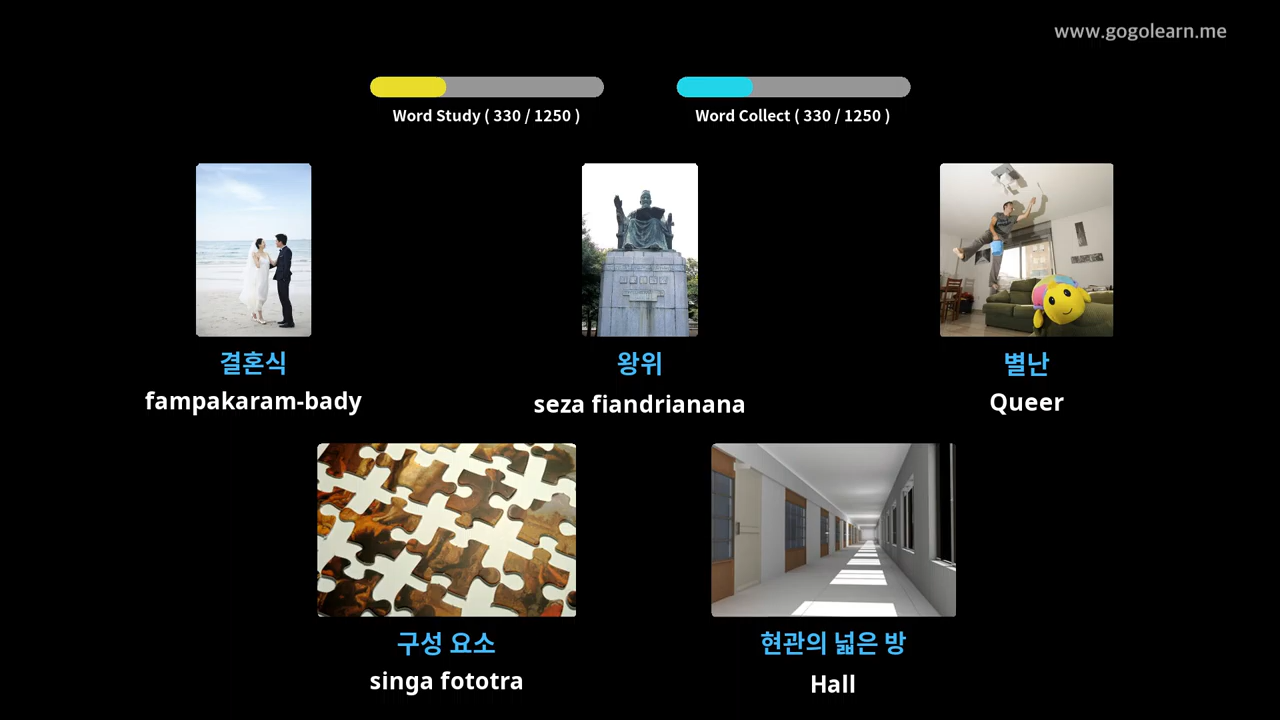 www.gogolearn.me
Word Study ( 330 / 1250 )
Word Collect ( 330 / 1250 )
결혼식
fampakaram-bady
왕위
seza fiandrianana
별난
Queer
구성 요소
singa fototra
현관의 넓은 방
Hall